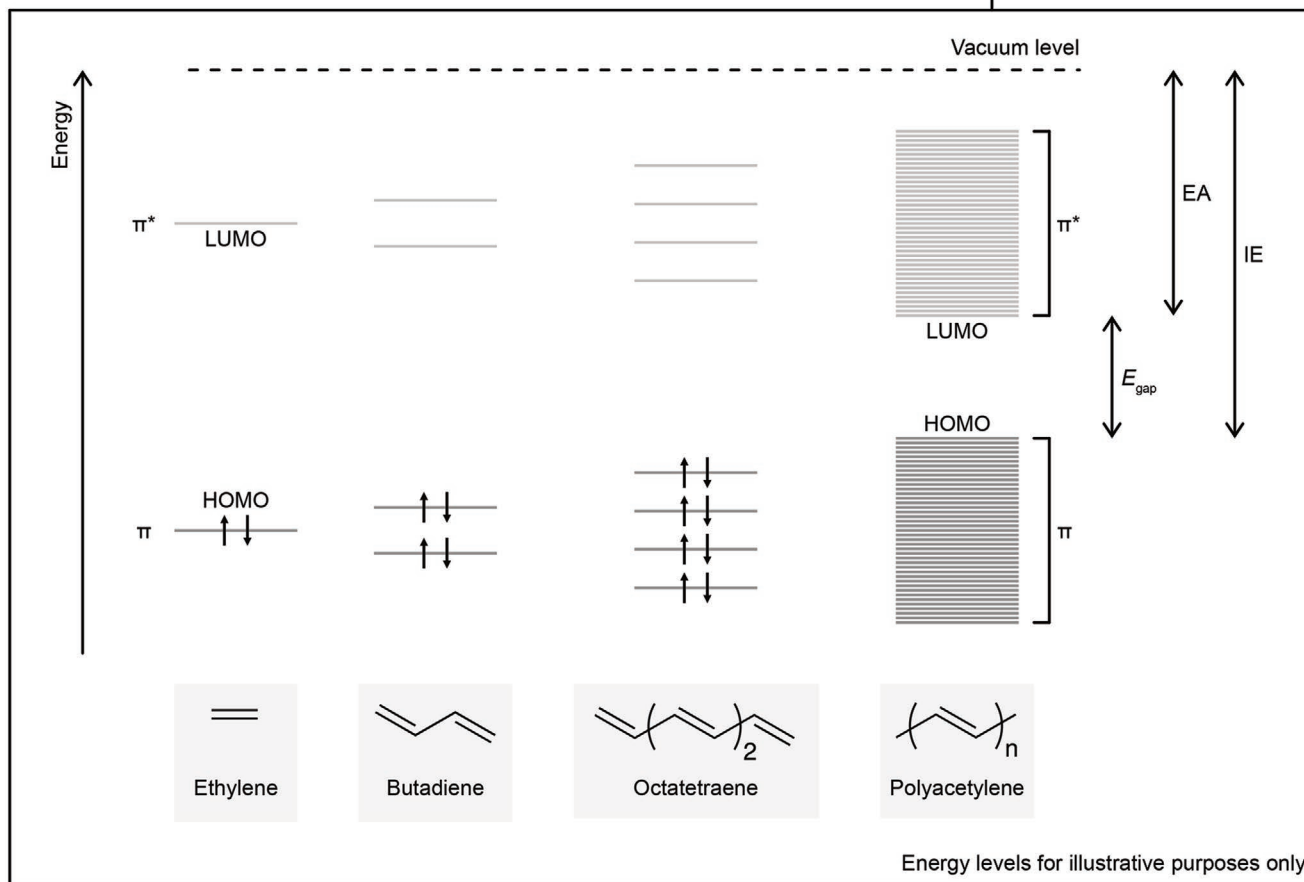 Vacuum level
Energy
π*
LUMO
π*
EA
IE
LUMO
E gap
HOMO
HOMO
π
π
2
n
Ethylene
Butadiene
Octatetraene
Polyacetylene
Energy levels for illustrative purposes only